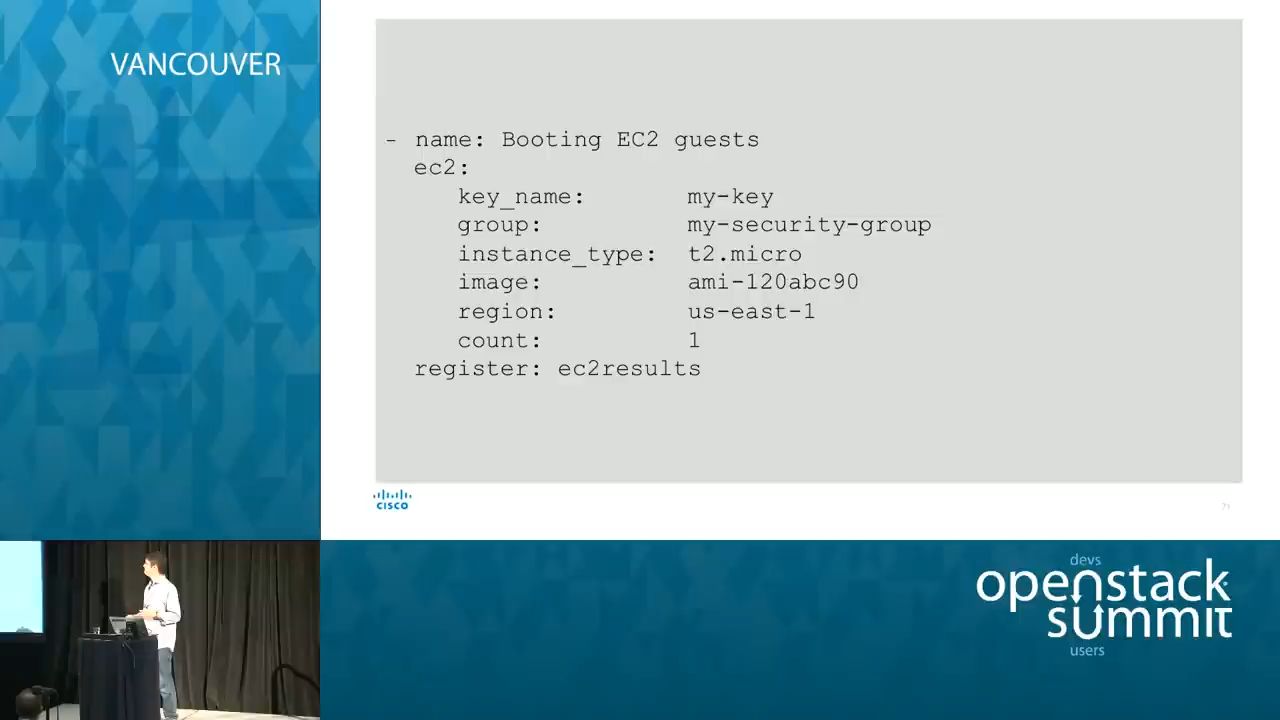 VANCOUVER
- name: Booting EC2 guests
ec2:
key_name: my-key
group: my-security-group
instance_type: t2.micro
image: ami-120abc90
region: us-east-1
count: 1
register: ec2results
CISCO
71
devs
openstack
summit
users